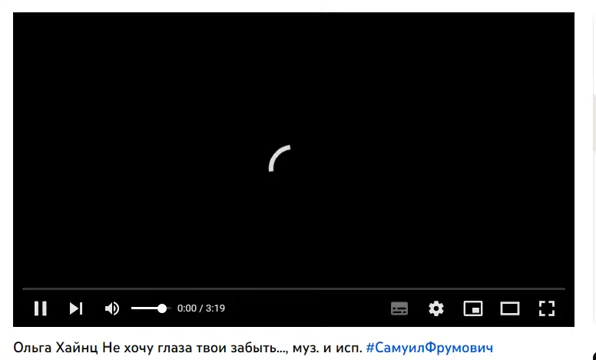 0:00 / 3:19
Ольга Хайнц Не хочу глаза твои забыть..., муз. и исп. #СамуилФрумович